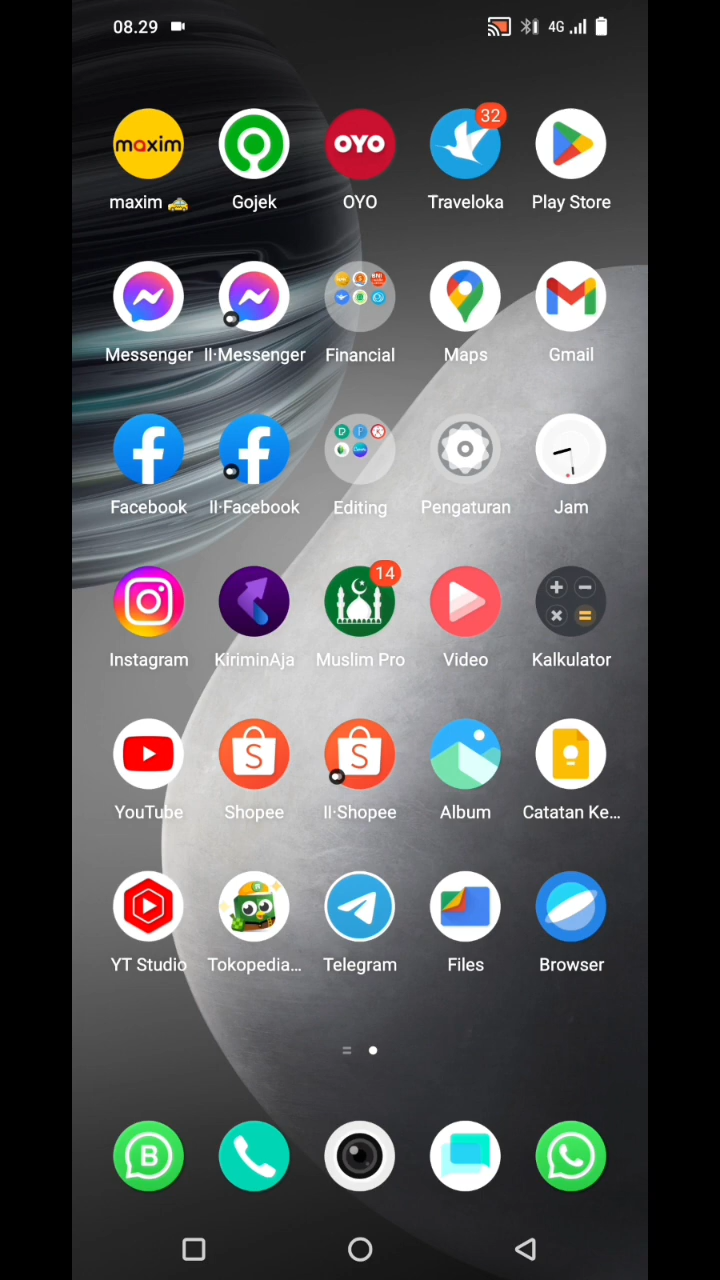 08.29
4G
maxim
OYO
32
maxim 🚕
Gojek
OYO
Traveloka
Play Store
Messenger
II·Messenger
Financial
Maps
Gmail
Facebook
II·Facebook
Editing
Pengaturan
Jam
14
Instagram
KiriminAja
Muslim Pro
Video
Kalkulator
S
S
YouTube
Shopee
II·Shopee
Album
Catatan Ke...
YT Studio
Tokopedia...
Telegram
Files
Browser
B